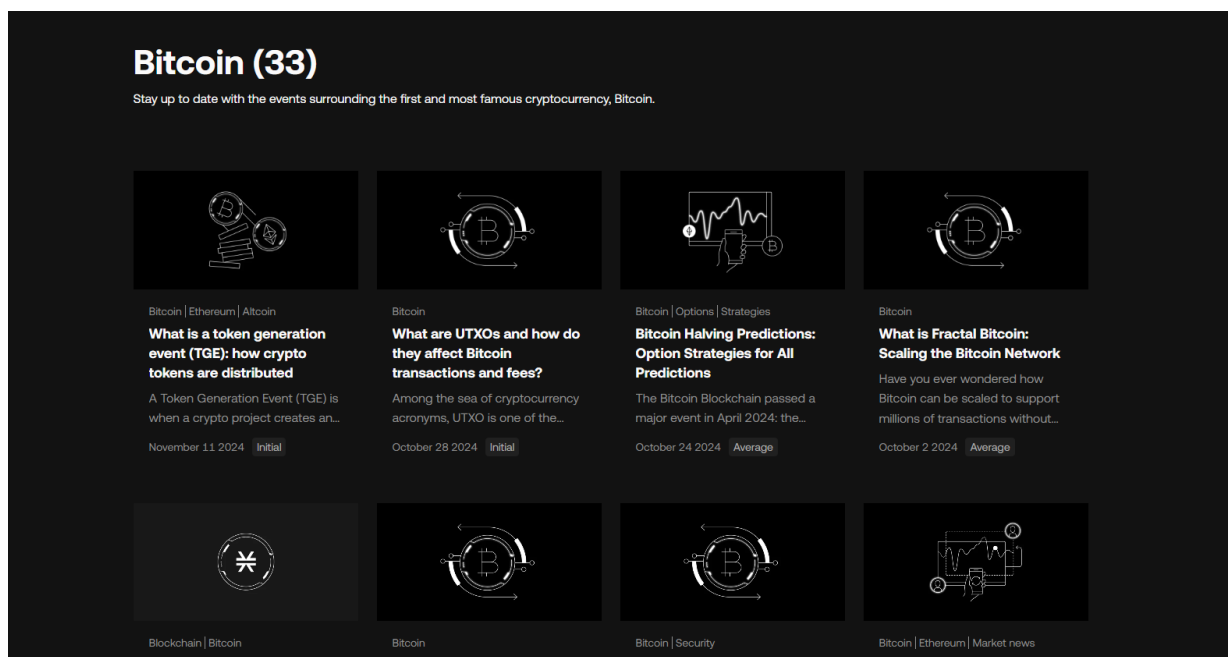 Bitcoin (33)
Stay up to date with the events surrounding the first and most famous cryptocurrency, Bitcoin.
Bitcoin | Ethereum | Altcoin
What is a token generation
event (TGE): how crypto
tokens are distributed
A Token Generation Event (TGE) is
when a crypto project creates an...
November 11 2024 Initial
Bitcoin
What are UTXOs and how do
they affect Bitcoin
transactions and fees?
Among the sea of cryptocurrency
acronyms, UTXO is one of the...
October 28 2024 Initial
Bitcoin | Options | Strategies
Bitcoin Halving Predictions:
Option Strategies for All
Predictions
The Bitcoin Blockchain passed a
major event in April 2024: the...
October 24 2024 Average
Bitcoin
What is Fractal Bitcoin:
Scaling the Bitcoin Network
Have you ever wondered how
Bitcoin can be scaled to support
millions of transactions without...
October 2 2024 Average
Blockchain | Bitcoin
Bitcoin
Bitcoin | Security
Bitcoin | Ethereum | Market news